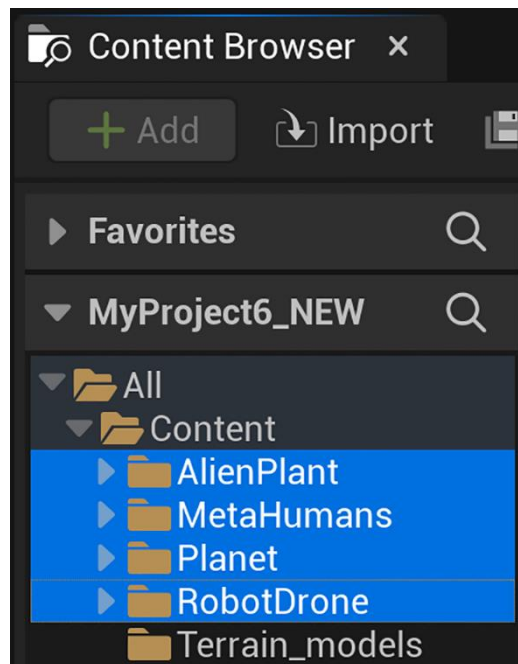 Content Browser
Add Import
Favorites
MyProject6_NEW
All
Content
AlienPlant
MetaHumans
Planet
RobotDrone
Terrain_models